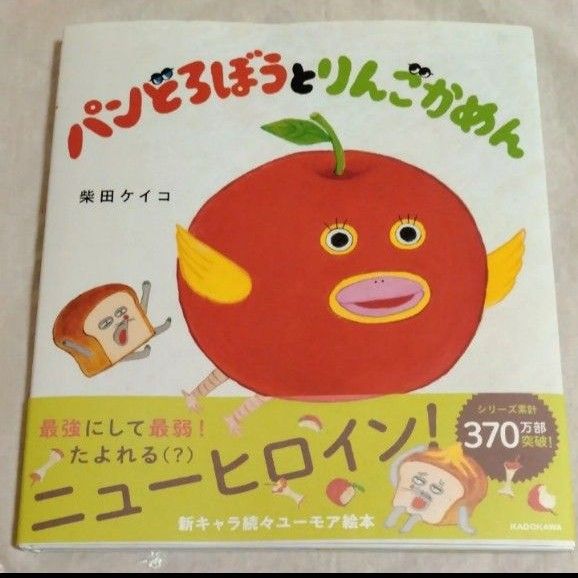 パンどろぼうとりんごかめん
柴田ケイコ
最強にして最弱!
たよれる(?)
ニューヒロイン!
シリーズ累計
370万部
突破!
新キャラ続々ユーモア絵本
KADOKAWA